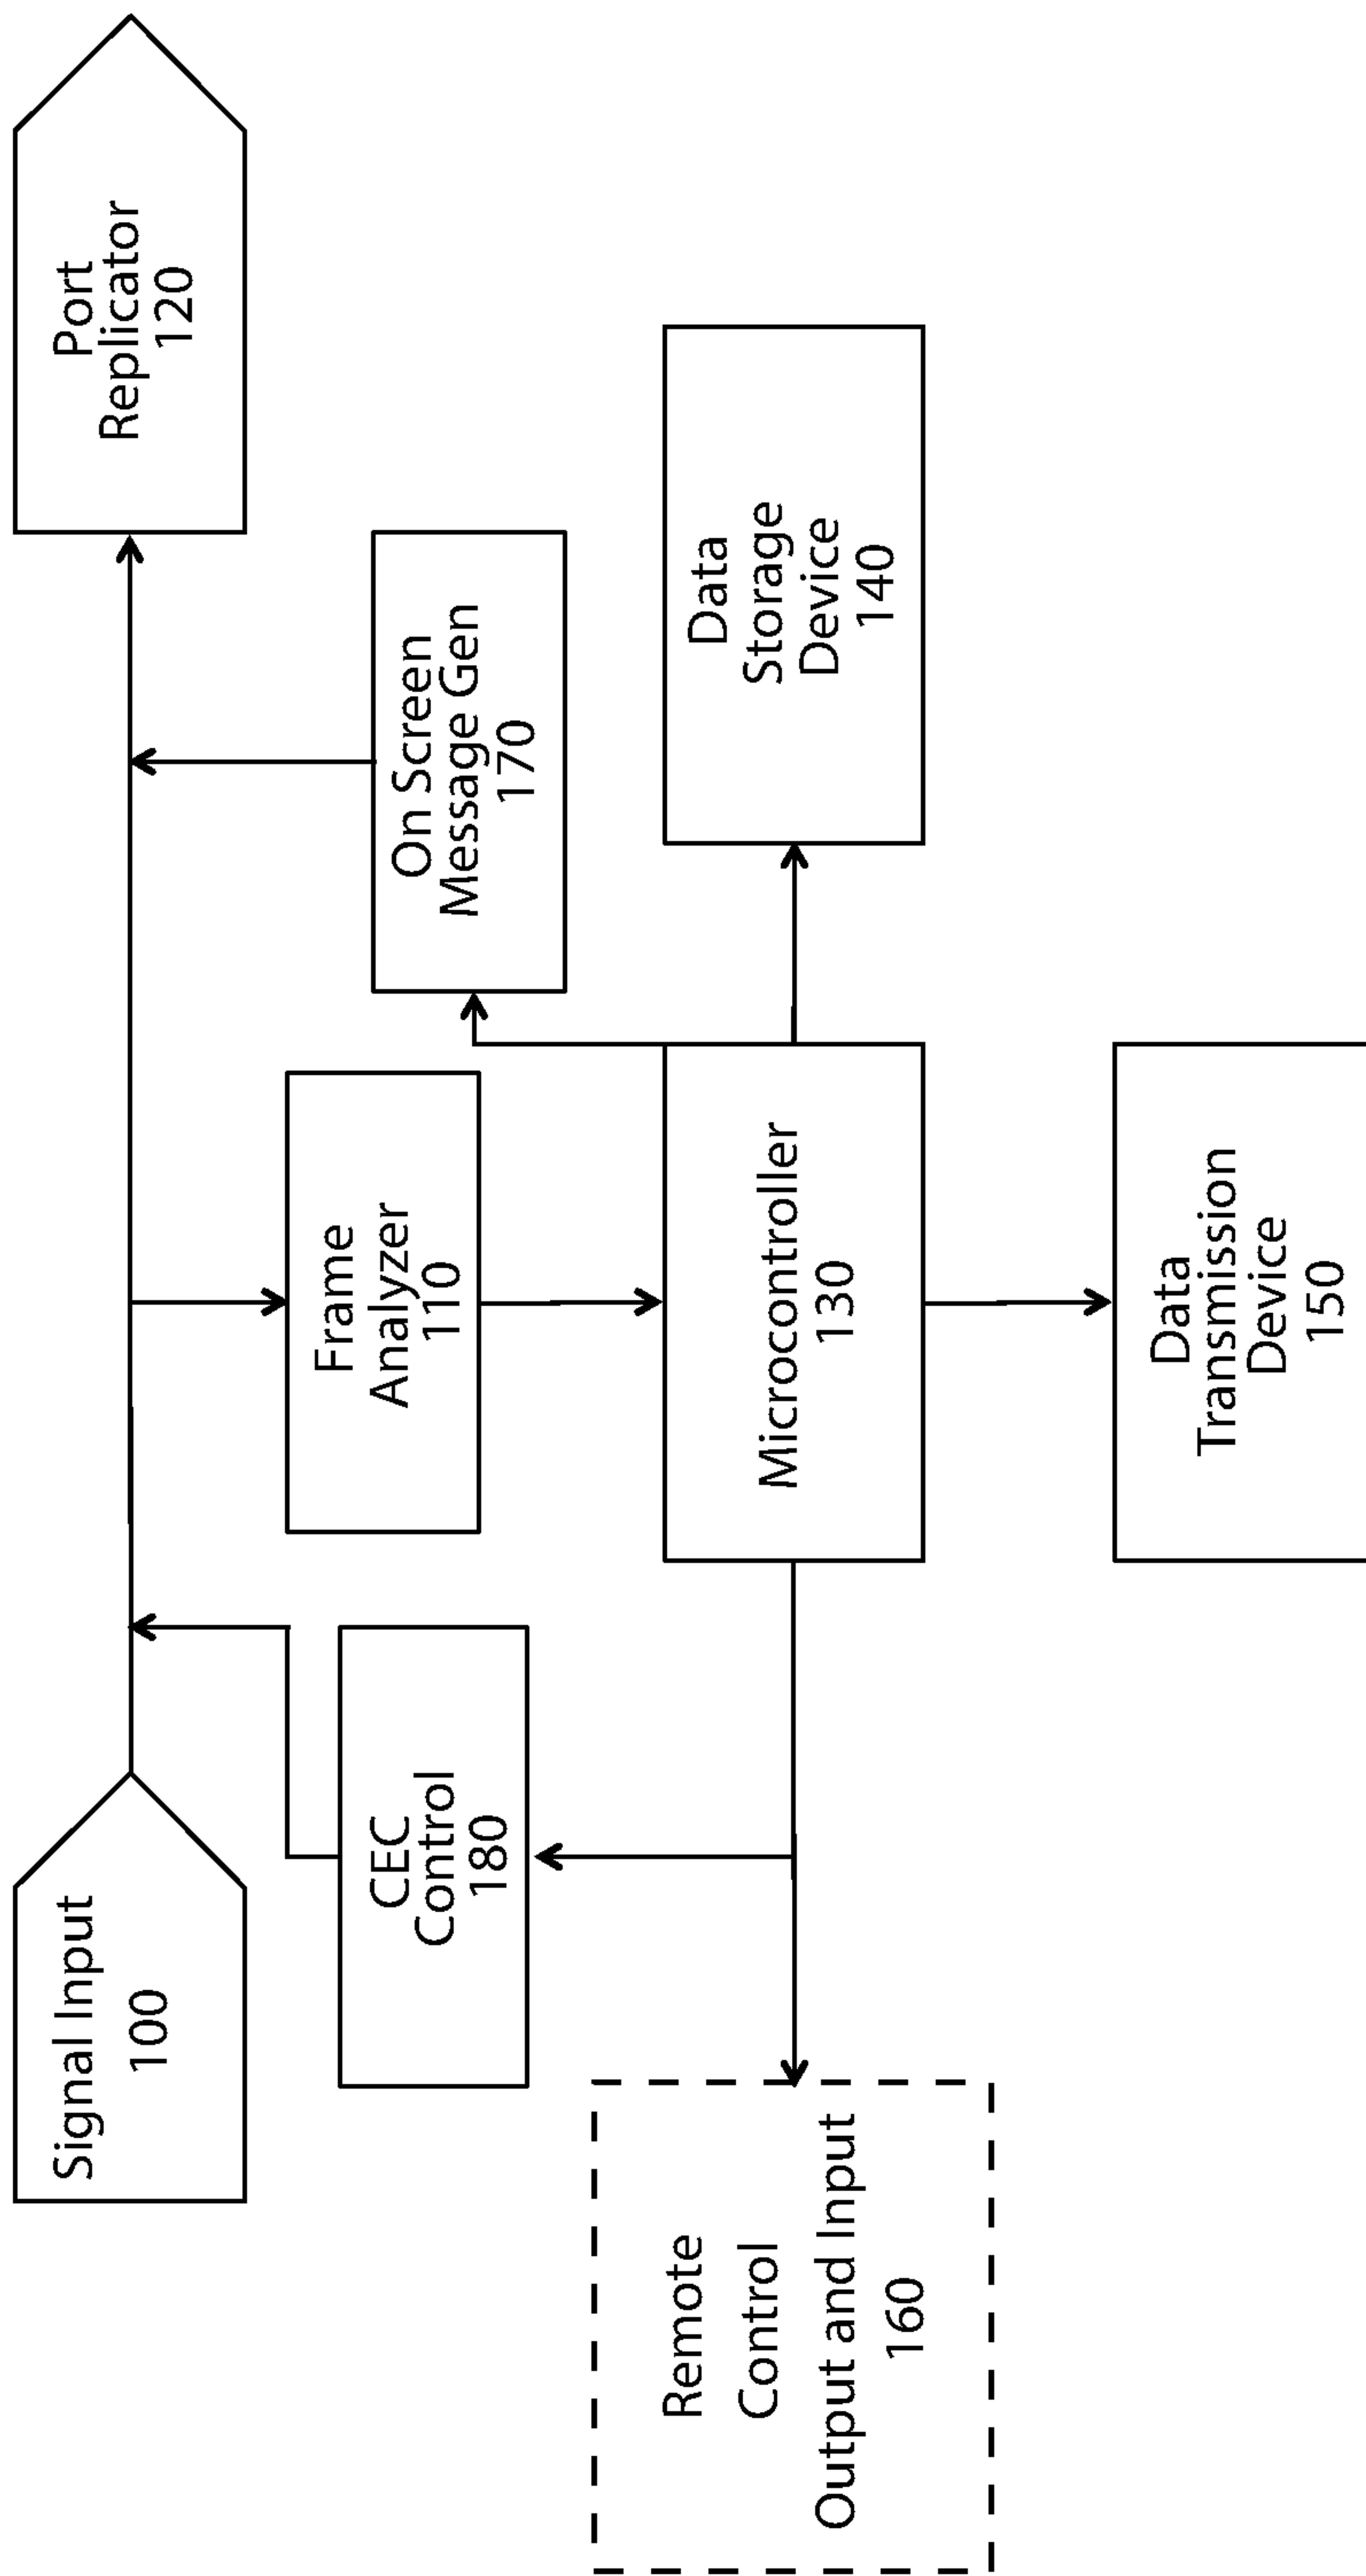 Signal Input
100
Port
Replicator
120
CEC
Control
180
Frame
Analyzer
110
On Screen
Message Gen
170
Remote
Control
Output and Input
160
Microcontroller
130
Data
Storage
Device
140
Data
Transmission
Device
150